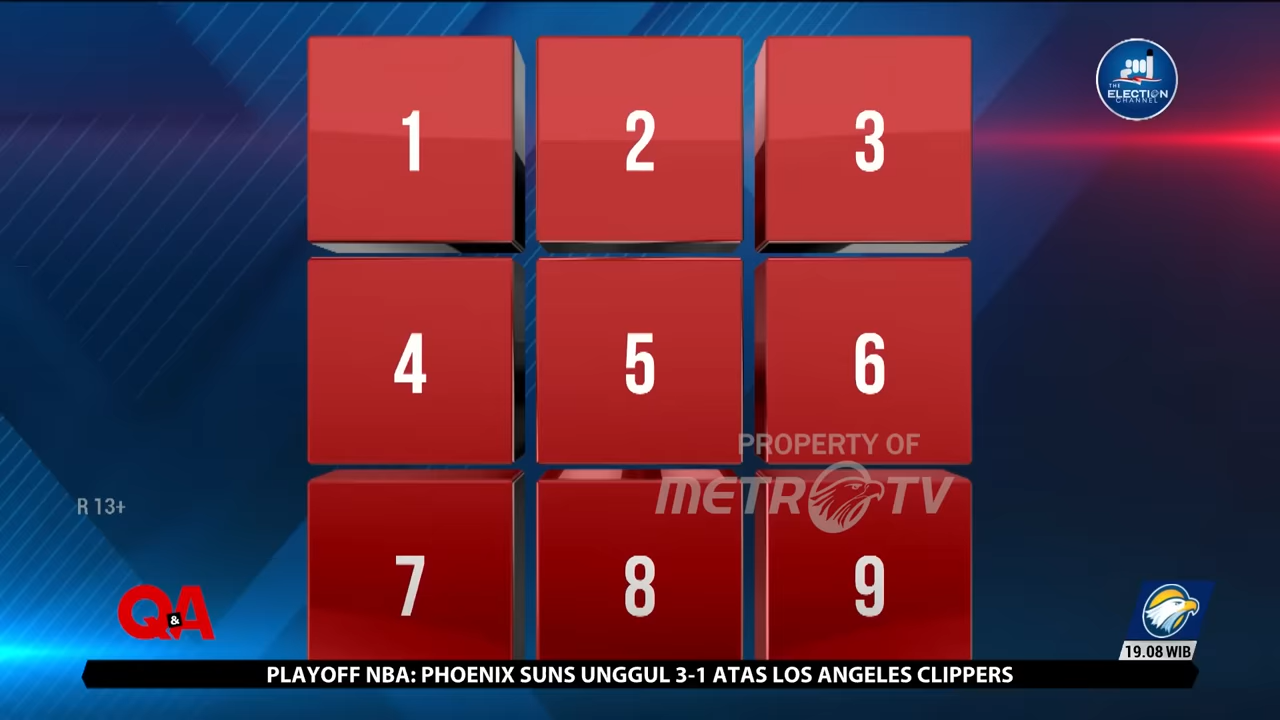 1 2 3
THE
ELECTION
CHANNEL
4 5 6
PROPERTY OF
METRO TV
R 13+
7 8 9
Q&A
19.08 WIB
PLAYOFF NBA: PHOENIX SUNS UNGGUL 3-1 ATAS LOS ANGELES CLIPPERS